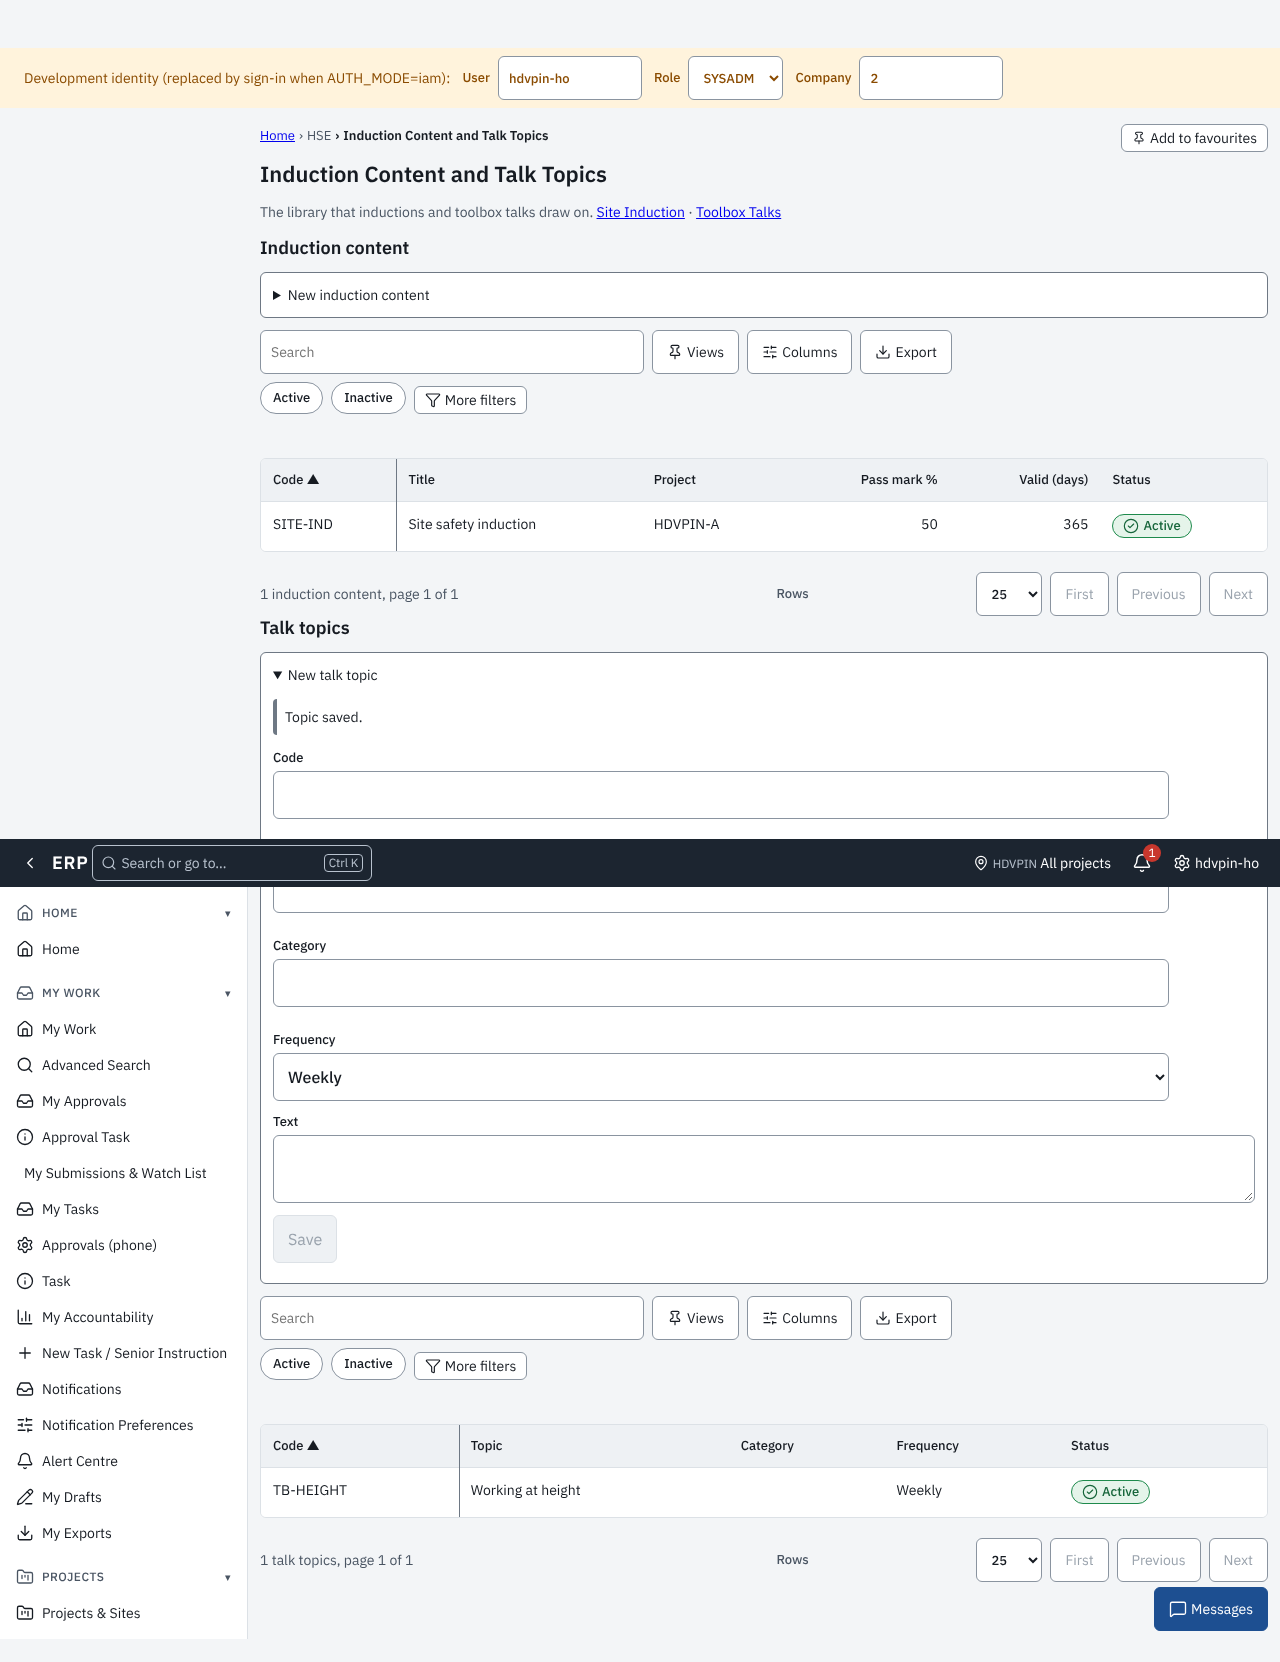 Development identity (replaced by sign-in when AUTH_MODE=iam): User hdvpin-ho Role SYSADM Company 2
Home › HSE › Induction Content and Talk Topics
Add to favourites
Induction Content and Talk Topics
The library that inductions and toolbox talks draw on. Site Induction · Toolbox Talks
Induction content
New induction content
Search Views Columns Export
Active Inactive More filters
Code ▲ Title Project Pass mark % Valid (days) Status
SITE-IND Site safety induction HDVPIN-A 50 365 Active
1 induction content, page 1 of 1 Rows 25 First Previous Next
Talk topics
New talk topic
Topic saved.
Code
ERP Search or go to... Ctrl K HDVPIN All projects 1 hdvpin-ho
HOME
Home
MY WORK
My Work
Advanced Search
My Approvals
Approval Task
My Submissions & Watch List
My Tasks
Approvals (phone)
Task
My Accountability
New Task / Senior Instruction
Notifications
Notification Preferences
Alert Centre
My Drafts
My Exports
PROJECTS
Projects & Sites
Category
Frequency
Weekly
Text
Save
Search Views Columns Export
Active Inactive More filters
Code ▲ Topic Category Frequency Status
TB-HEIGHT Working at height Weekly Active
1 talk topics, page 1 of 1 Rows 25 First Previous Next
Messages